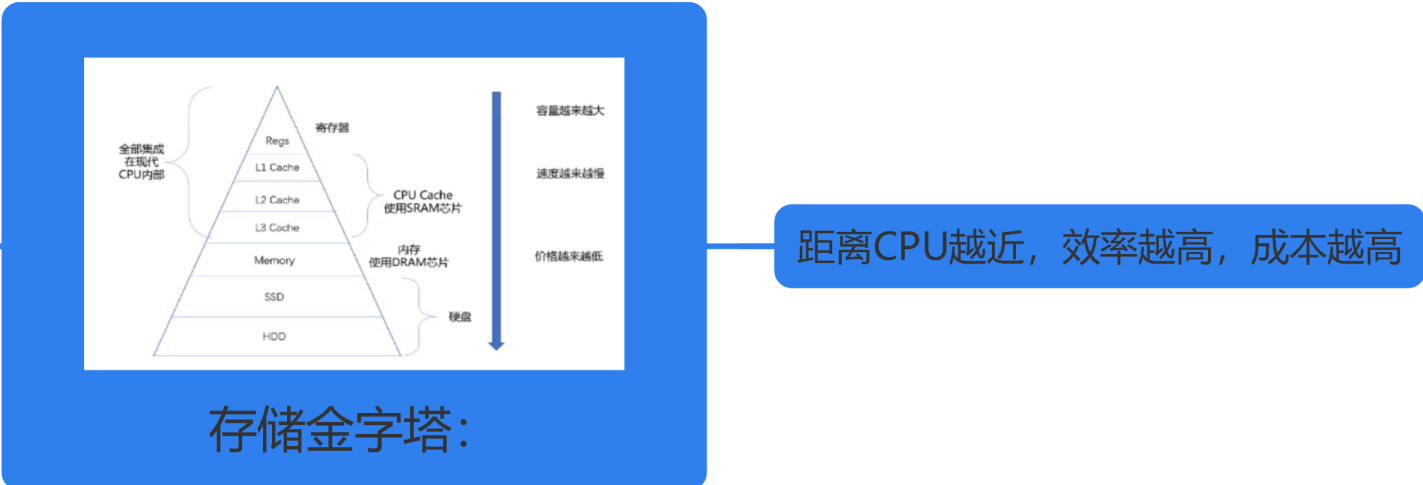 全部集成
在现代
CPU内部
寄存器
Regs
L1 Cache
L2 Cache
L3 Cache
Memory
SSD
HDD
CPU Cache
使用SRAM芯片
内存
使用DRAM芯片
硬盘
容量越来越大
速度越来越慢
价格越来越低
存储金字塔：
距离CPU越近，效率越高，成本越高